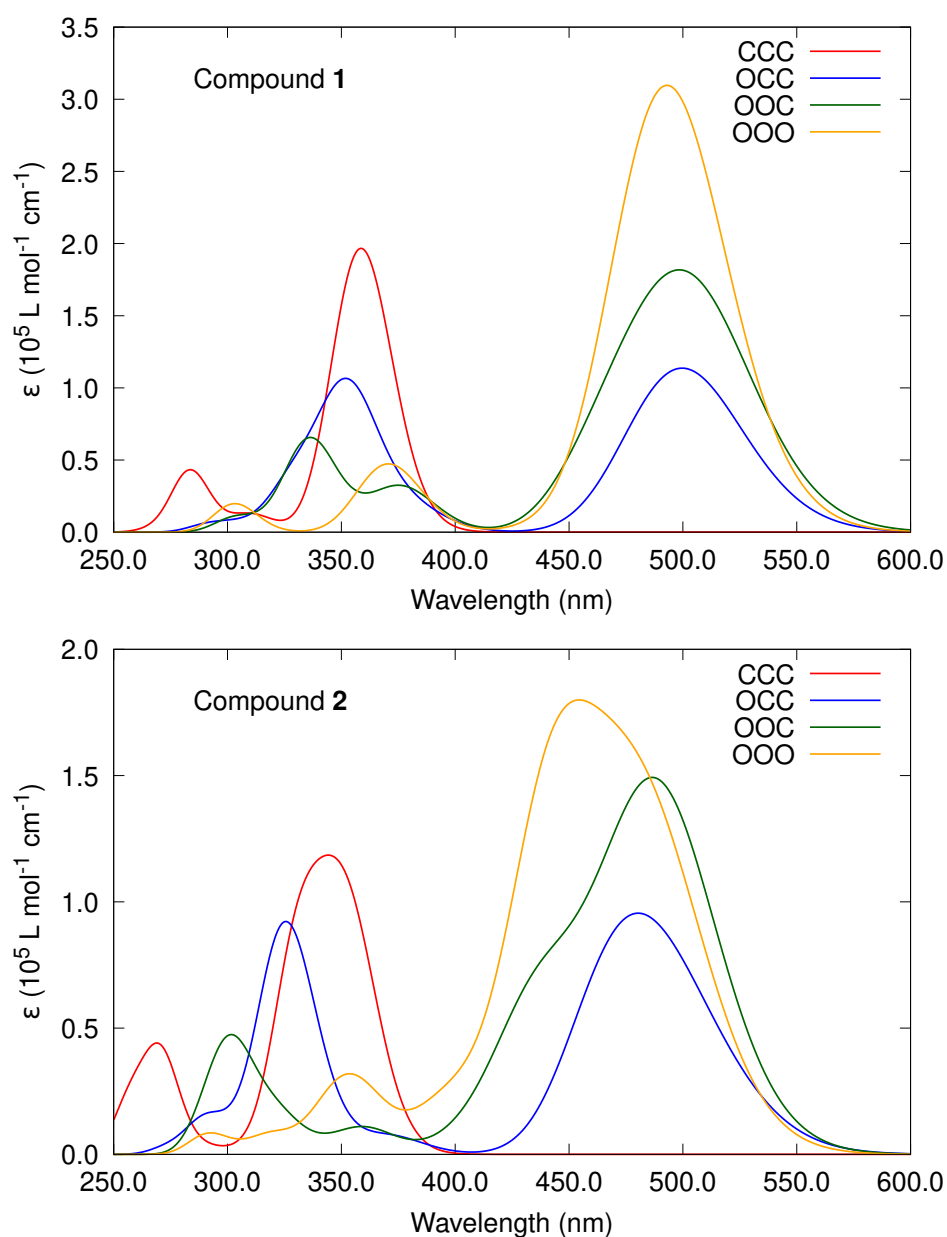 3.5
3.0
2.5
2.0
1.5
1.0
0.5
0.0
ε (10⁵ L mol⁻¹ cm⁻¹)
Compound 1
CCC
OCC
OOC
OOO
250.0 300.0 350.0 400.0 450.0 500.0 550.0 600.0
Wavelength (nm)
2.0
1.5
1.0
0.5
0.0
ε (10⁵ L mol⁻¹ cm⁻¹)
Compound 2
CCC
OCC
OOC
OOO
250.0 300.0 350.0 400.0 450.0 500.0 550.0 600.0
Wavelength (nm)